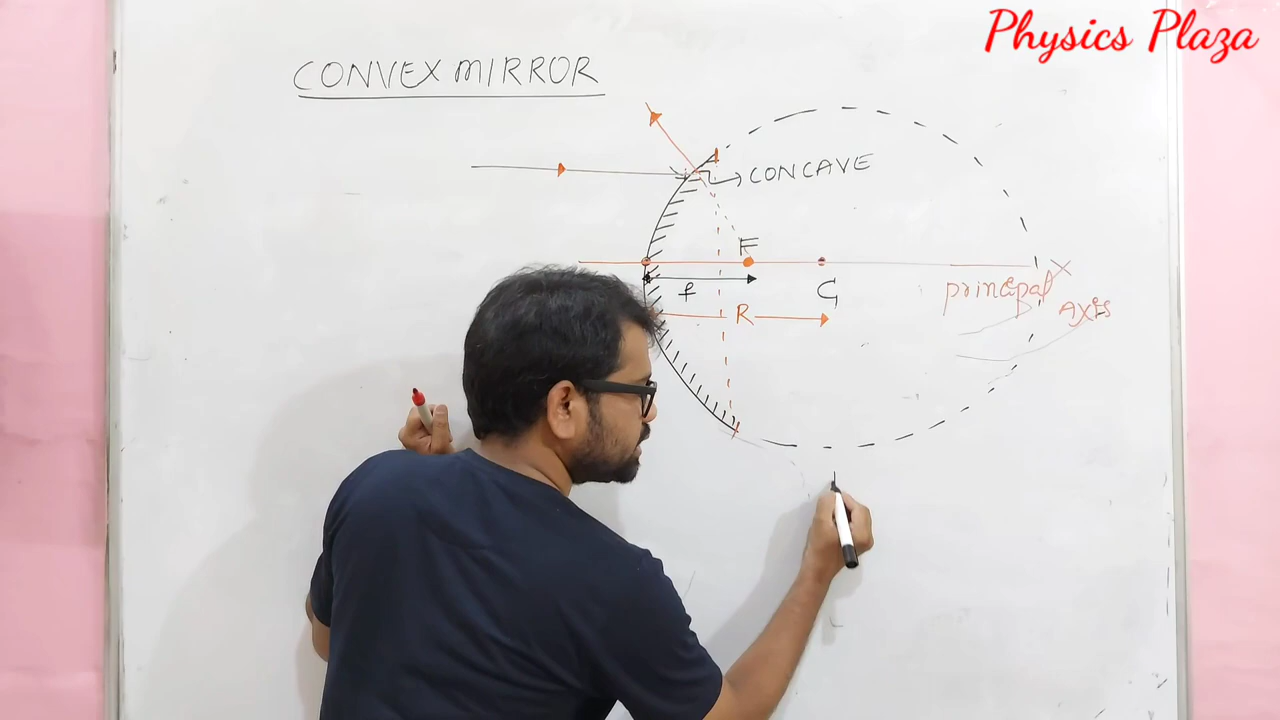 Physics Plaza
CONVEX MIRROR
CONCAVE
F
f
C
principal
Axis
R